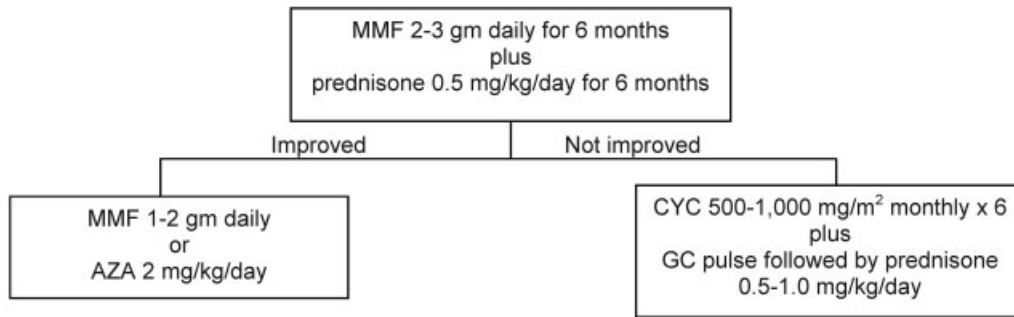 MMF 2-3 gm daily for 6 months
plus
prednisone 0.5 mg/kg/day for 6 months
Improved
Not improved
MMF 1-2 gm daily
or
AZA 2 mg/kg/day
CYC 500-1,000 mg/m² monthly x 6
plus
GC pulse followed by prednisone
0.5-1.0 mg/kg/day